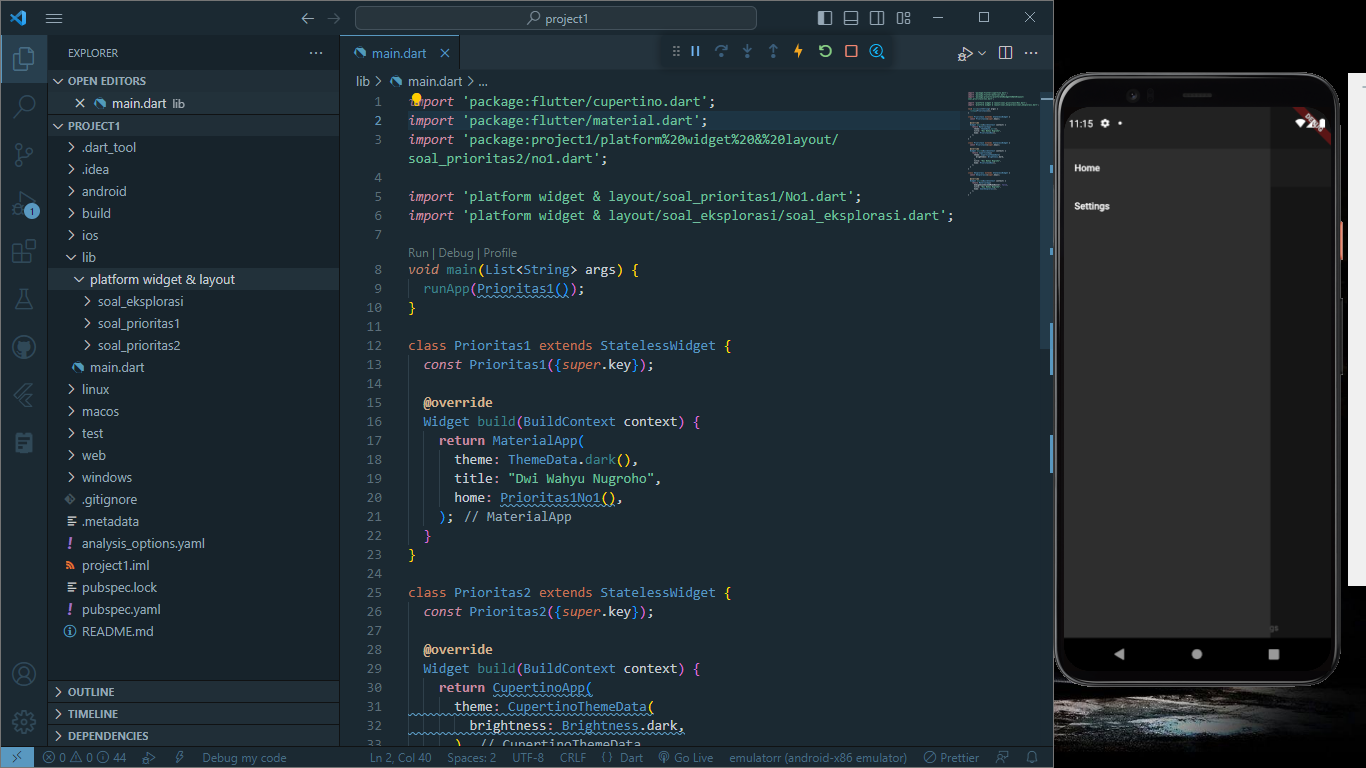 project1
EXPLORER
OPEN EDITORS
main.dart lib
PROJECT1
.dart_tool
.idea
android
build
ios
lib
platform widget & layout
soal_eksplorasi
soal_prioritas1
soal_prioritas2
main.dart
linux
macos
test
web
windows
.gitignore
.metadata
analysis_options.yaml
project1.iml
pubspec.lock
pubspec.yaml
README.md
OUTLINE
TIMELINE
DEPENDENCIES
1
main.dart
lib > main.dart > ...
1 import 'package:flutter/cupertino.dart';
2 import 'package:flutter/material.dart';
3 import 'package:project1/platform%20widget%20&%20layout/
soal_prioritas2/no1.dart';
4
5 import 'platform widget & layout/soal_prioritas1/No1.dart';
6 import 'platform widget & layout/soal_eksplorasi/soal_eksplorasi.dart';
7
Run | Debug | Profile
8 void main(List<String> args) {
9 runApp(Prioritas1());
10 }
11
12 class Prioritas1 extends StatelessWidget {
13 const Prioritas1({super.key});
14
15 @override
16 Widget build(BuildContext context) {
17 return MaterialApp(
18 theme: ThemeData.dark(),
19 title: "Dwi Wahyu Nugroho",
20 home: Prioritas1No1(),
21 ); // MaterialApp
22 }
23 }
24
25 class Prioritas2 extends StatelessWidget {
26 const Prioritas2({super.key});
27
28 @override
29 Widget build(BuildContext context) {
30 return CupertinoApp(
31 theme: CupertinoThemeData(
32 brightness: Brightness.dark,
33 ), // CupertinoThemeData
0 0 44 Debug my code Ln 2, Col 40 Spaces: 2 UTF-8 CRLF {} Dart Go Live emulatorr (android-x86 emulator) Prettier
11:15
Home
Settings